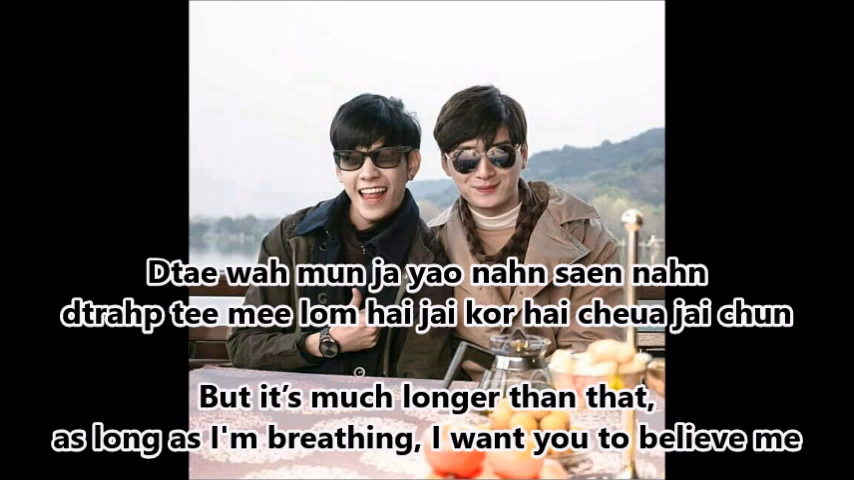 Dtae wah mun ja yao nahn saen nahn
dtrahp tee mee lom hai jai kor hai cheua jai chun
But it’s much longer than that,
as long as I'm breathing, I want you to believe me